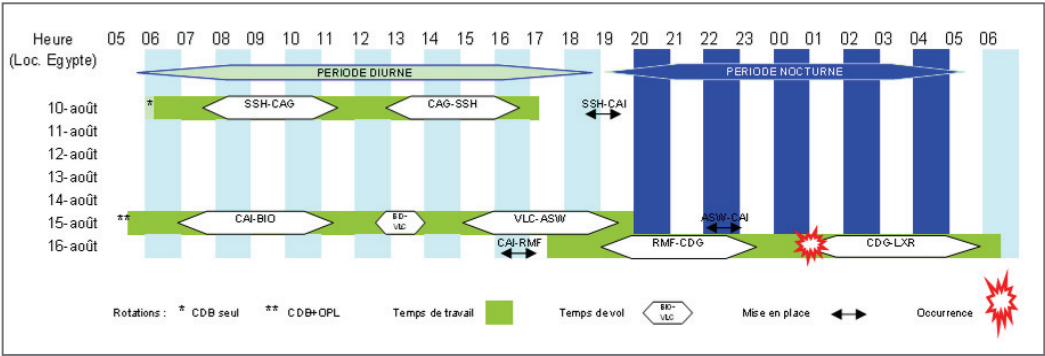 Heure 05 06 07 08 09 10 11 12 13 14 15 16 17 18 19 20 21 22 23 00 01 02 03 04 05 06
(Loc. Egypte)
PERIODE DIURNE PERIODE NOCTURNE
10-août * SSH-CAG CAG-SSH SSH-CAI
11-août
12-août
13-août
14-août
15-août ** CAI-BIO BIO-VLC VLC-ASW ASW-CAI
16-août CAI-RMF RMF-CDG CDG-LXR
Rotations : * CDB seul ** CDB+OPL Temps de travail Temps de vol BIO-VLC Mise en place Occurrence